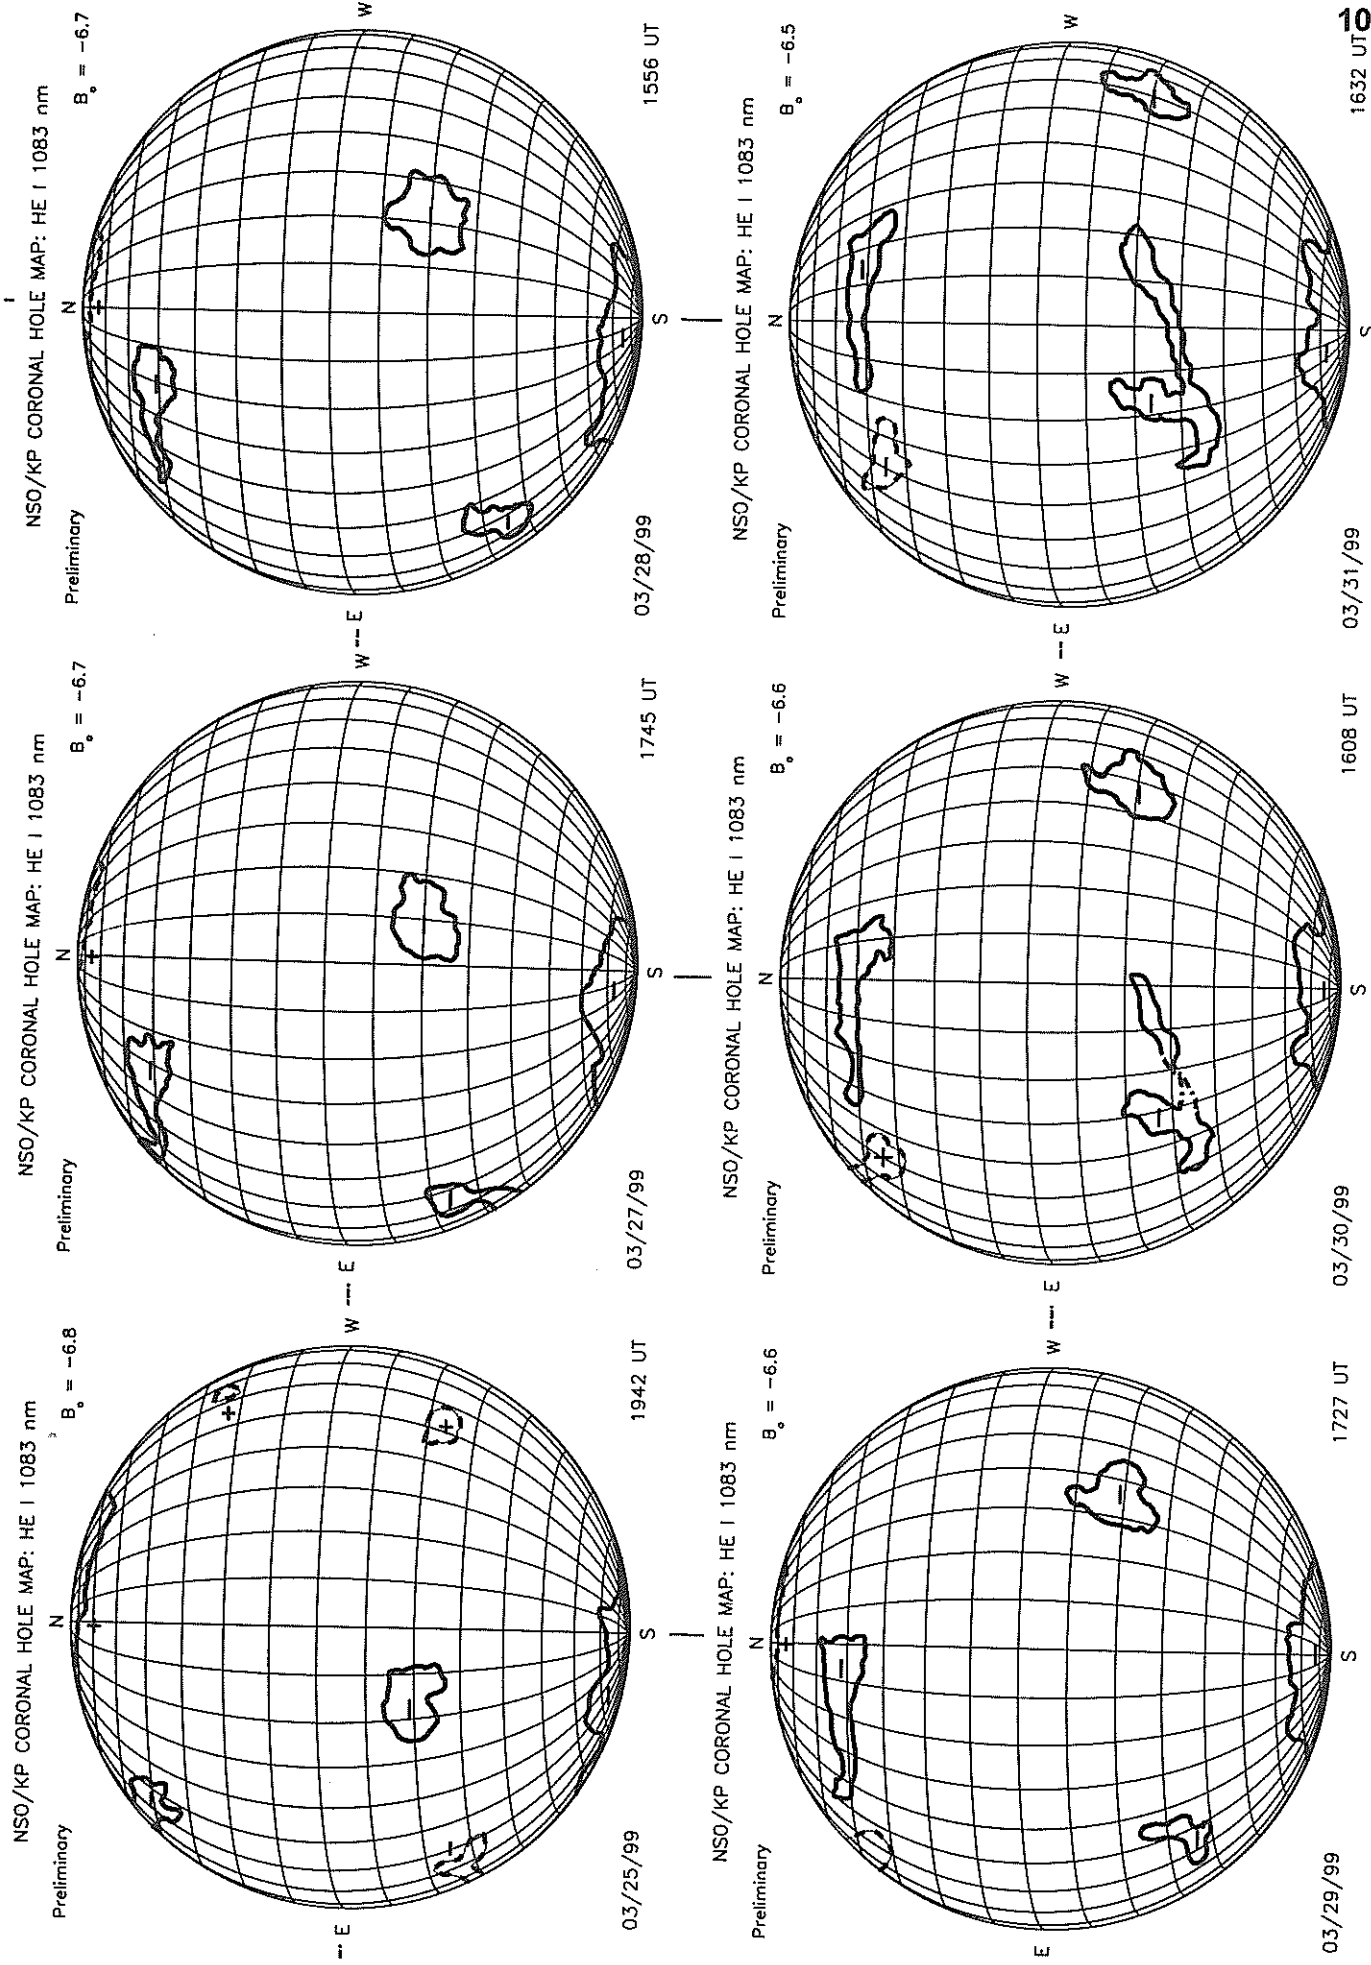 NSO/KP CORONAL HOLE MAP: HE I 1083 nm
Preliminary
B₀ = -6.8
N
E
W
S
03/25/99
1942 UT
NSO/KP CORONAL HOLE MAP: HE I 1083 nm
Preliminary
B₀ = -6.7
N
E
W
S
03/27/99
1745 UT
NSO/KP CORONAL HOLE MAP: HE I 1083 nm
Preliminary
B₀ = -6.7
N
E
W
S
03/28/99
1556 UT
NSO/KP CORONAL HOLE MAP: HE I 1083 nm
Preliminary
B₀ = -6.6
N
E
W
S
03/29/99
1727 UT
NSO/KP CORONAL HOLE MAP: HE I 1083 nm
Preliminary
B₀ = -6.6
N
E
W
S
03/30/99
1608 UT
NSO/KP CORONAL HOLE MAP: HE I 1083 nm
Preliminary
B₀ = -6.5
N
E
W
S
03/31/99
1632 UT
10